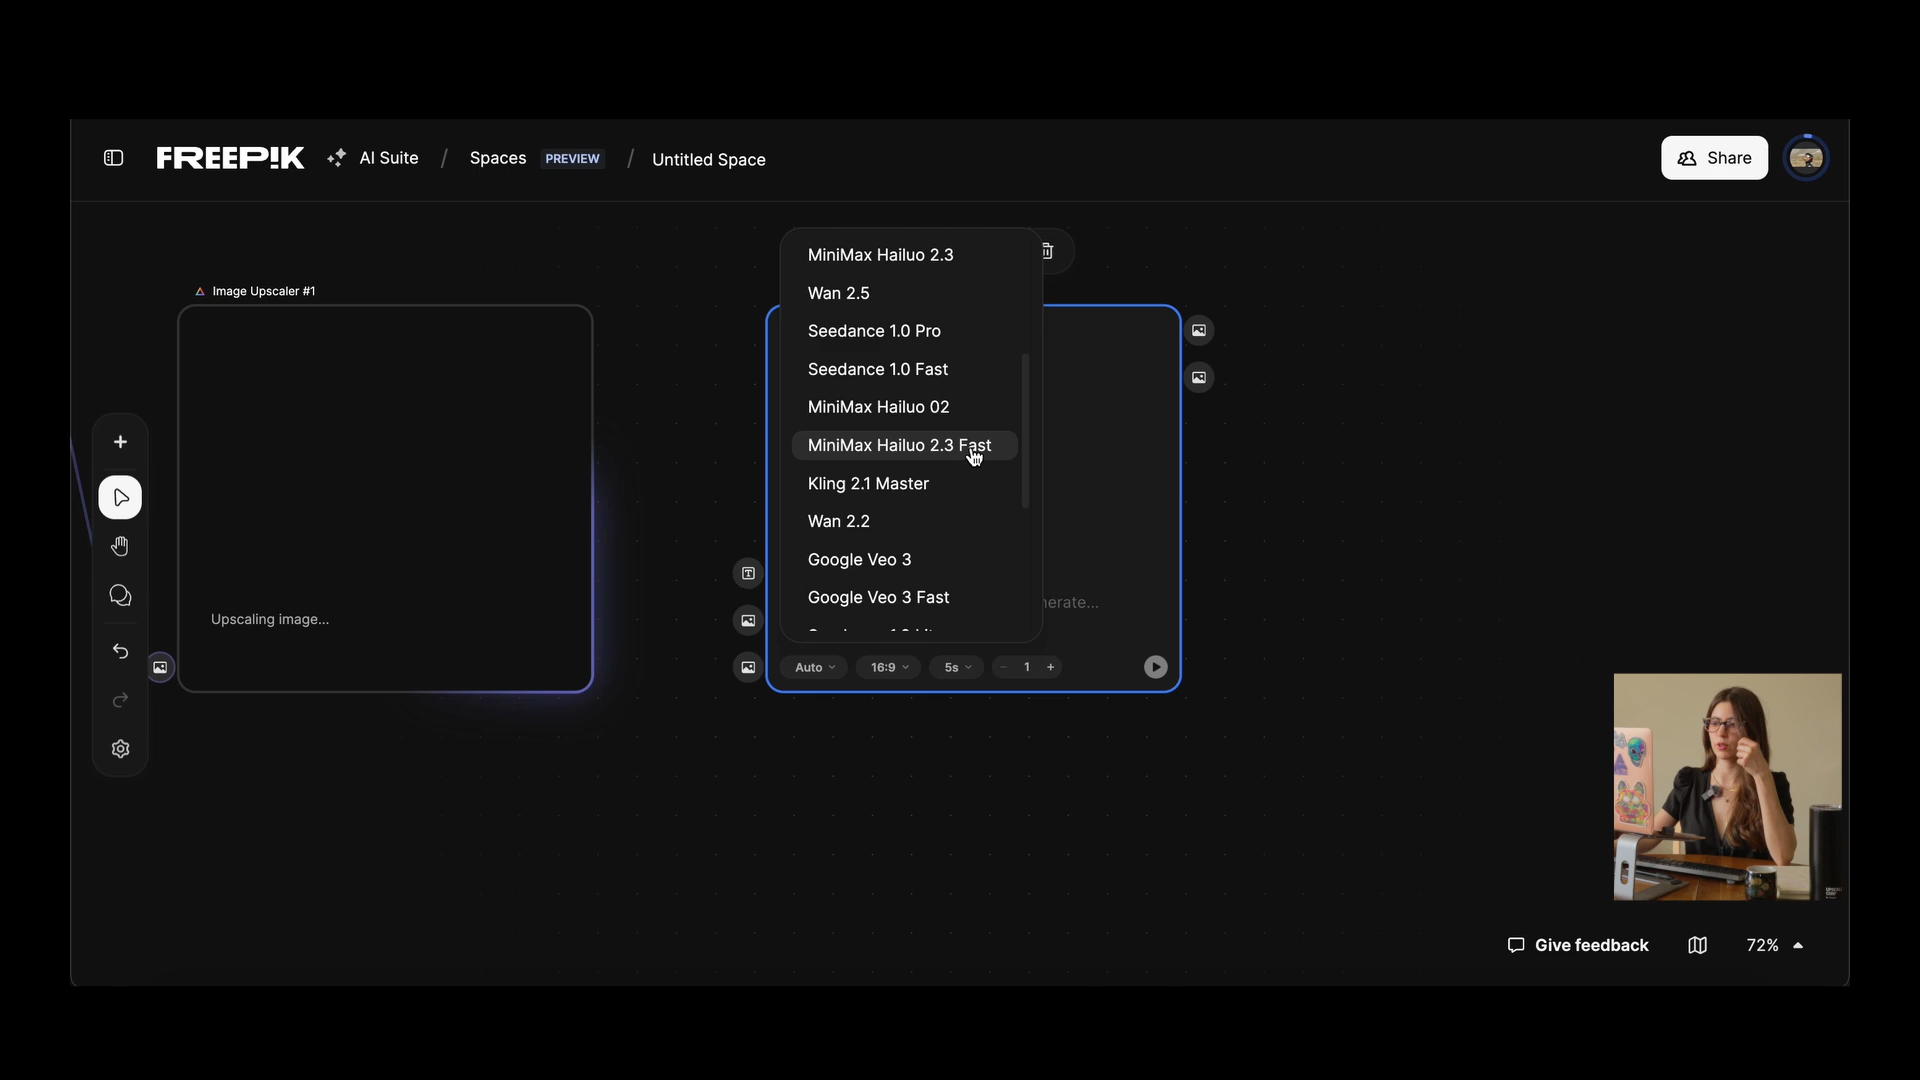 FREEP!K
AI Suite / Spaces PREVIEW / Untitled Space
Share
Image Upscaler #1
Upscaling image...
MiniMax Hailuo 2.3
Wan 2.5
Seedance 1.0 Pro
Seedance 1.0 Fast
MiniMax Hailuo 02
MiniMax Hailuo 2.3 Fast
Kling 2.1 Master
Wan 2.2
Google Veo 3
Google Veo 3 Fast
nerate...
Auto
16:9
5s
1
Give feedback
72%